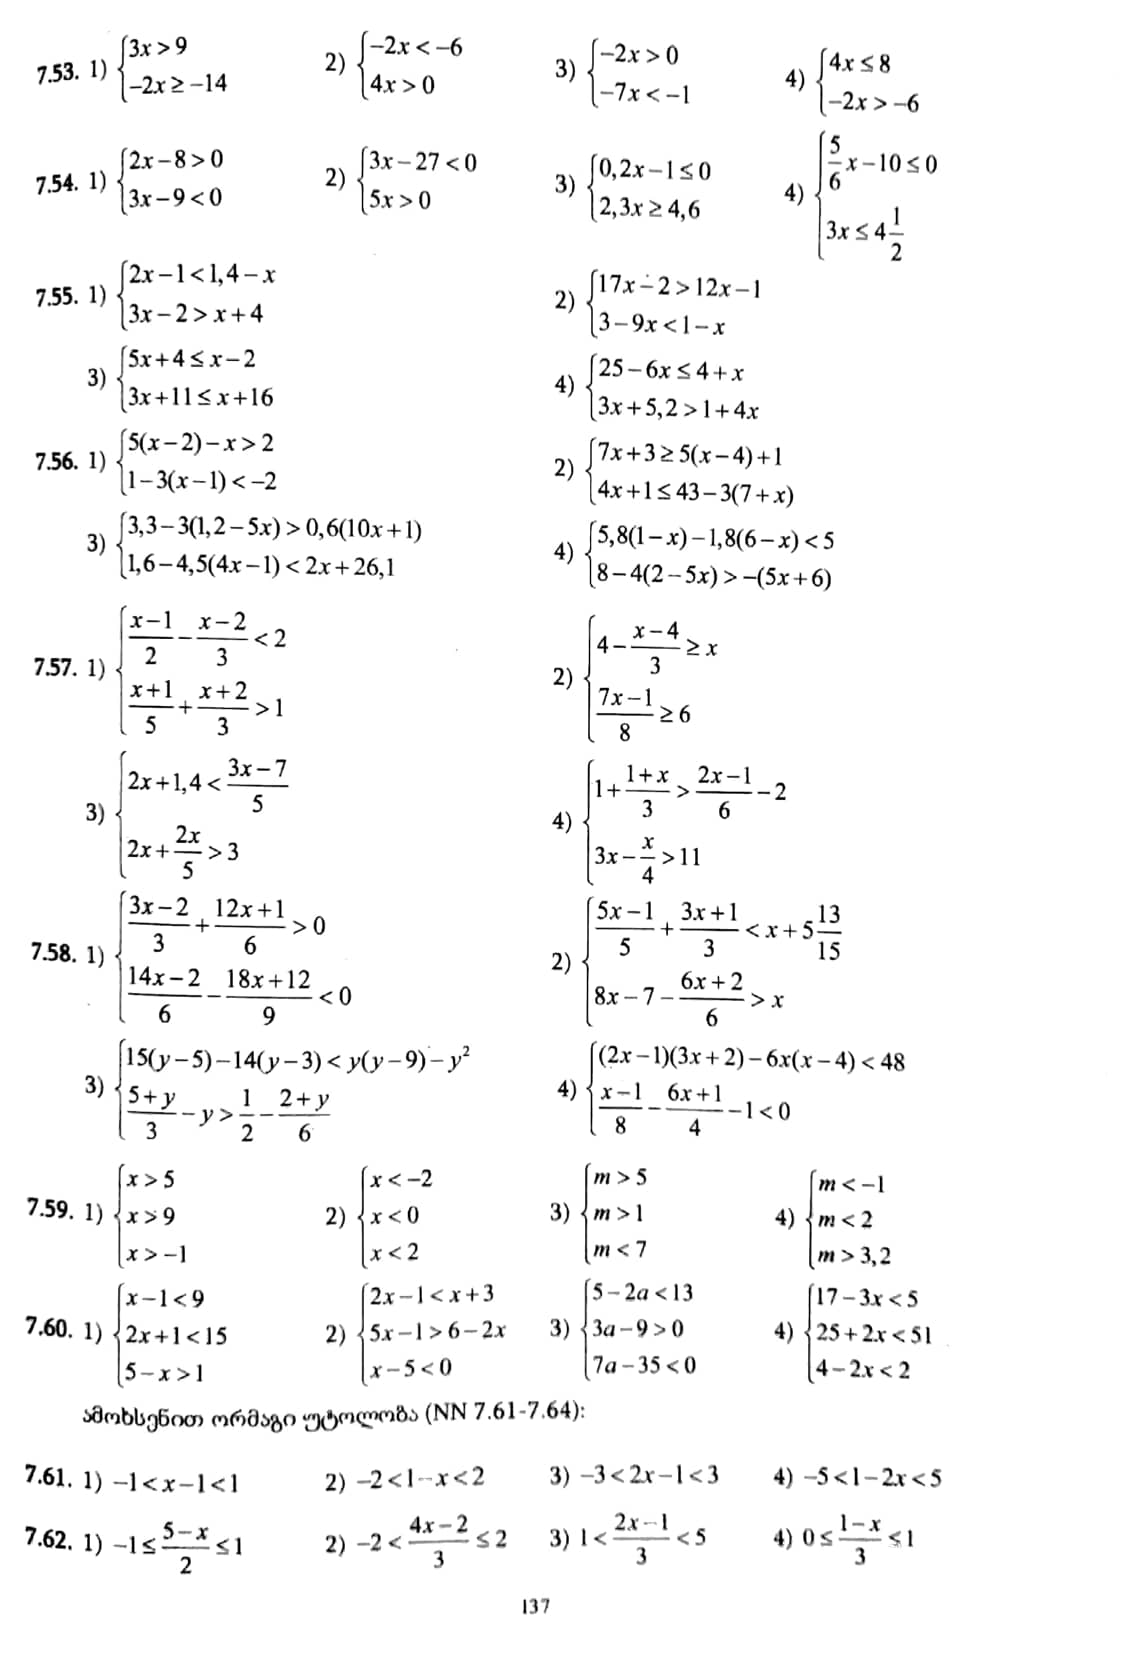 7.53. 1) {3x > 9 2) {–2x < –6 3) {–2x > 0 4) {4x ≤ 8
–2x ≥ –14 4x > 0 –7x < –1 –2x > –6
7.54. 1) {2x – 8 > 0 2) {3x – 27 < 0 3) {0,2x – 1 ≤ 0 4) {5/6 x – 10 ≤ 0
3x – 9 < 0 5x > 0 2,3x ≥ 4,6 3x ≤ 4 1/2
7.55. 1) {2x – 1 < 1,4 – x 2) {17x – 2 > 12x – 1
3x – 2 > x + 4 3 – 9x < 1 – x
3) {5x + 4 ≤ x – 2 4) {25 – 6x ≤ 4 + x
3x + 11 ≤ x + 16 3x + 5,2 > 1 + 4x
7.56. 1) {5(x – 2) – x > 2 2) {7x + 3 ≥ 5(x – 4) + 1
1 – 3(x – 1) < –2 4x + 1 ≤ 43 – 3(7 + x)
3) {3,3 – 3(1,2 – 5x) > 0,6(10x + 1) 4) {5,8(1 – x) – 1,8(6 – x) < 5
1,6 – 4,5(4x – 1) < 2x + 26,1 8 – 4(2 – 5x) > –(5x + 6)
7.57. 1) {(x – 1)/2 – (x – 2)/3 < 2 2) {4 – (x – 4)/3 ≥ x
(x + 1)/5 + (x + 2)/3 > 1 (7x – 1)/8 ≥ 6
3) {2x + 1,4 < (3x – 7)/5 4) {1 + (1 + x)/3 > (2x – 1)/6 – 2
2x + 2x/5 > 3 3x – x/4 > 11
7.58. 1) {(3x – 2)/3 + (12x + 1)/6 > 0 2) {(5x – 1)/5 + (3x + 1)/3 < x + 5 13/15
(14x – 2)/6 – (18x + 12)/9 < 0 8x – 7 – (6x + 2)/6 > x
3) {15(y – 5) – 14(y – 3) < y(y – 9) – y² 4) {(2x – 1)(3x + 2) – 6x(x – 4) < 48
(5 + y)/3 – y > 1/2 – (2 + y)/6 (x – 1)/8 – (6x + 1)/4 – 1 < 0
7.59. 1) {x > 5 2) {x < –2 3) {m > 5 4) {m < –1
x > 9 x < 0 m > 1 m < 2
x > –1 x < 2 m < 7 m > 3,2
7.60. 1) {x – 1 < 9 2) {2x – 1 < x + 3 3) {5 – 2a < 13 4) {17 – 3x < 5
2x + 1 < 15 5x – 1 > 6 – 2x 3a – 9 > 0 25 + 2x < 51
5 – x > 1 x – 5 < 0 7a – 35 < 0 4 – 2x < 2
ამოხსენით ორმაგი უტოლობა (NN 7.61-7.64):
7.61. 1) –1 < x – 1 < 1 2) –2 < 1 – x < 2 3) –3 < 2x – 1 < 3 4) –5 < 1 – 2x < 5
7.62. 1) –1 ≤ (5 – x)/2 ≤ 1 2) –2 < (4x – 2)/3 ≤ 2 3) 1 < (2x – 1)/3 < 5 4) 0 ≤ (1 – x)/3 ≤ 1
137